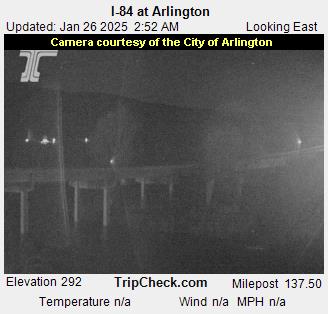 I-84 at Arlington
Updated: Jan 26 2025 2:52 AM Looking East
Camera courtesy of the City of Arlington
Elevation 292 TripCheck.com Milepost 137.50
Temperature n/a Wind n/a MPH n/a